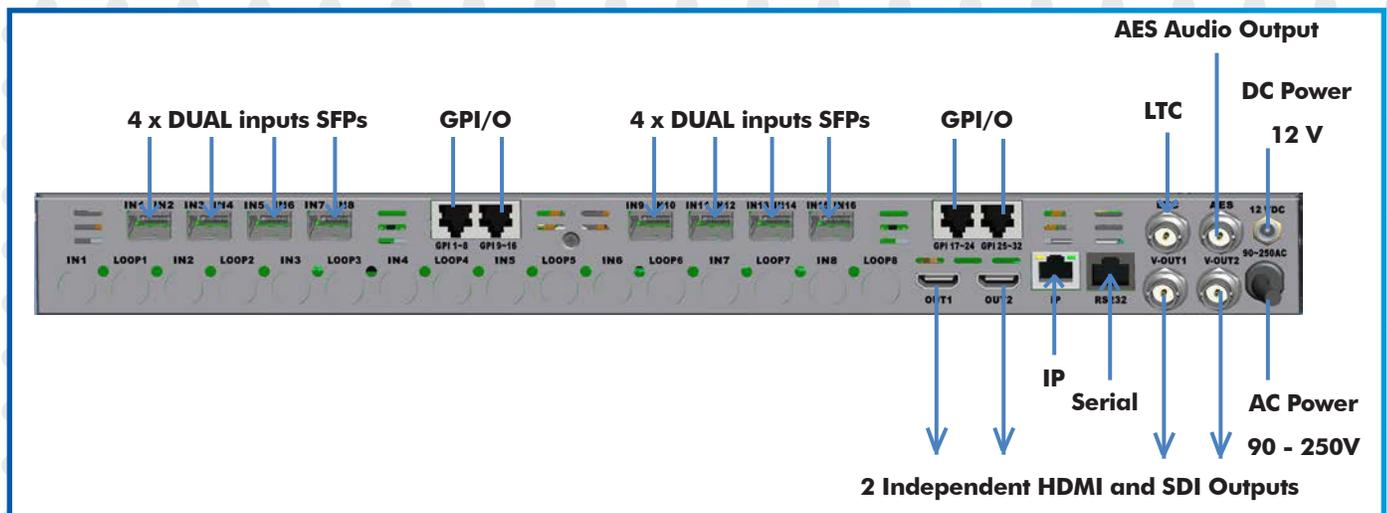 AES Audio Output
DC Power
12 V
LTC
4 x DUAL inputs SFPs GPI/O 4 x DUAL inputs SFPs GPI/O
IN1 IN2 IN3 IN4 IN5 IN6 IN7 IN8 IN9 IN10 IN11 IN12 IN13 IN14 IN15 IN16 AES 12 VDC
GPI 1~8 GPI 9~16 GPI 17~24 GPI 25~32
IN1 LOOP1 IN2 LOOP2 IN3 LOOP3 IN4 LOOP4 IN5 LOOP5 IN6 LOOP6 IN7 LOOP7 IN8 LOOP8 V-OUT1 V-OUT2 90~250AC
OUT1 OUT2 IP RS232
IP
Serial
AC Power
90 - 250V
2 Independent HDMI and SDI Outputs